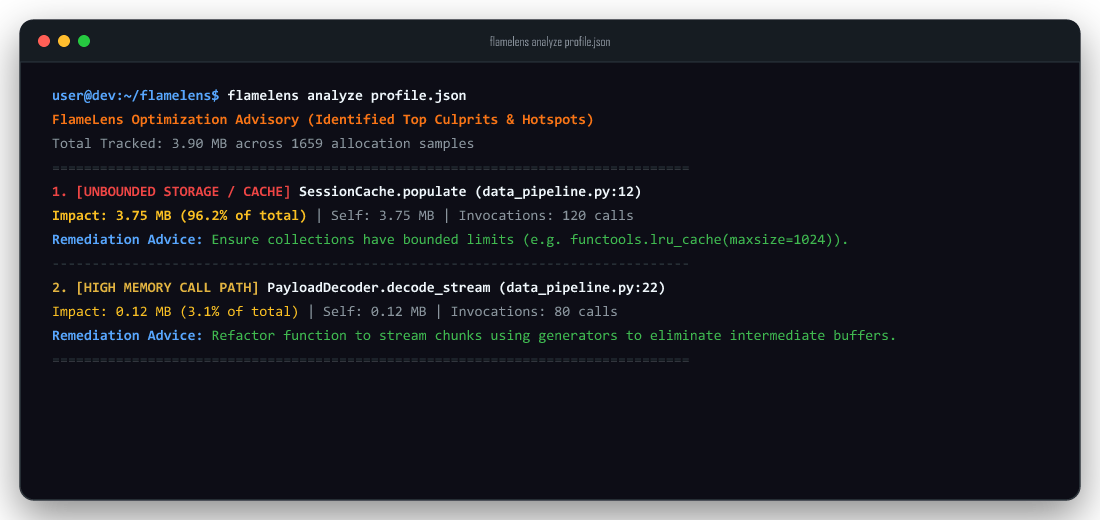 flamelens analyze profile.json
user@dev:~/flamelens$ flamelens analyze profile.json
FlameLens Optimization Advisory (Identified Top Culprits & Hotspots)
Total Tracked: 3.90 MB across 1659 allocation samples
================================================================================
1. [UNBOUNDED STORAGE / CACHE] SessionCache.populate (data_pipeline.py:12)
Impact: 3.75 MB (96.2% of total) | Self: 3.75 MB | Invocations: 120 calls
Remediation Advice: Ensure collections have bounded limits (e.g. functools.lru_cache(maxsize=1024)).
--------------------------------------------------------------------------------
2. [HIGH MEMORY CALL PATH] PayloadDecoder.decode_stream (data_pipeline.py:22)
Impact: 0.12 MB (3.1% of total) | Self: 0.12 MB | Invocations: 80 calls
Remediation Advice: Refactor function to stream chunks using generators to eliminate intermediate buffers.
================================================================================